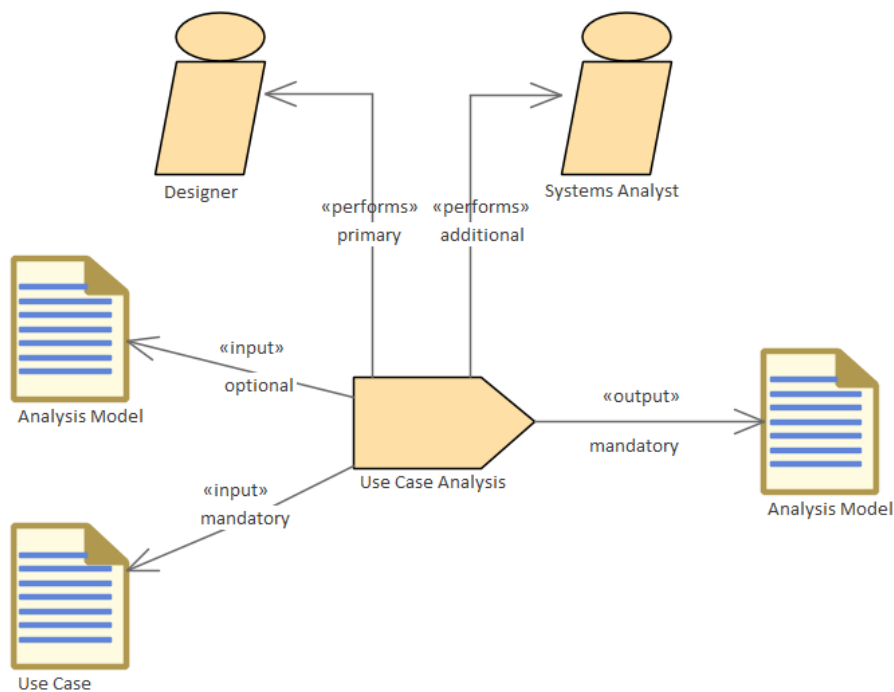 Designer
Systems Analyst
«performs»
primary
«performs»
additional
«input»
optional
Analysis Model
«output»
mandatory
Use Case Analysis
«input»
mandatory
Analysis Model
Use Case